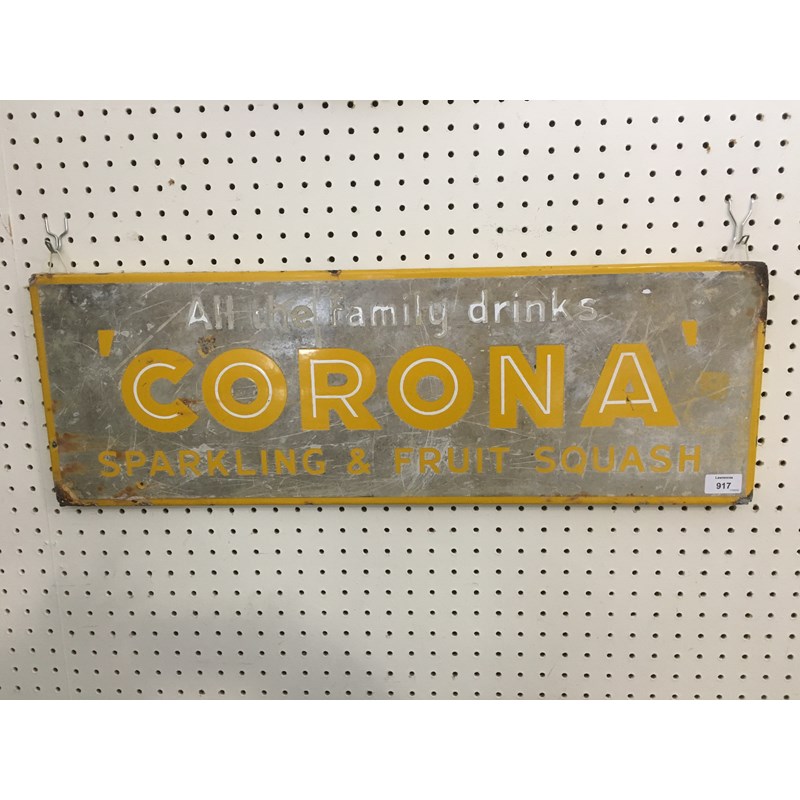 All the family drinks
'CORONA'
SPARKLING & FRUIT SQUASH
917